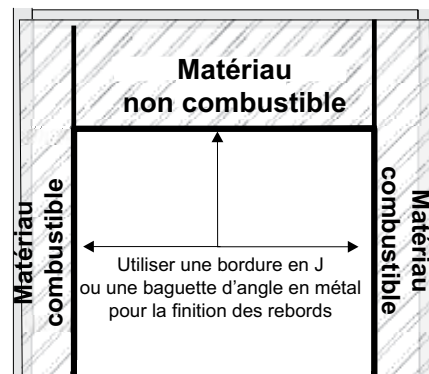 Matériau
non combustible
Matériau
combustible
Utiliser une bordure en J
ou une baguette d'angle en métal
pour la finition des rebords
Matériau
combustible